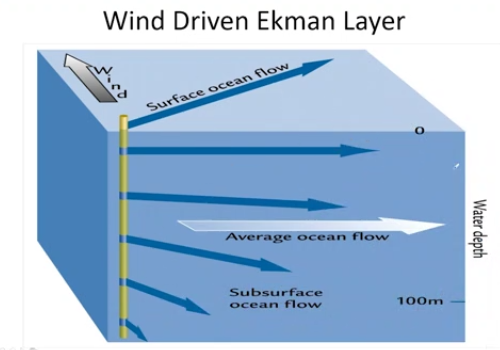 Wind Driven Ekman Layer
Wind
Surface ocean flow
0
Average ocean flow
Water depth
Subsurface
ocean flow
100m